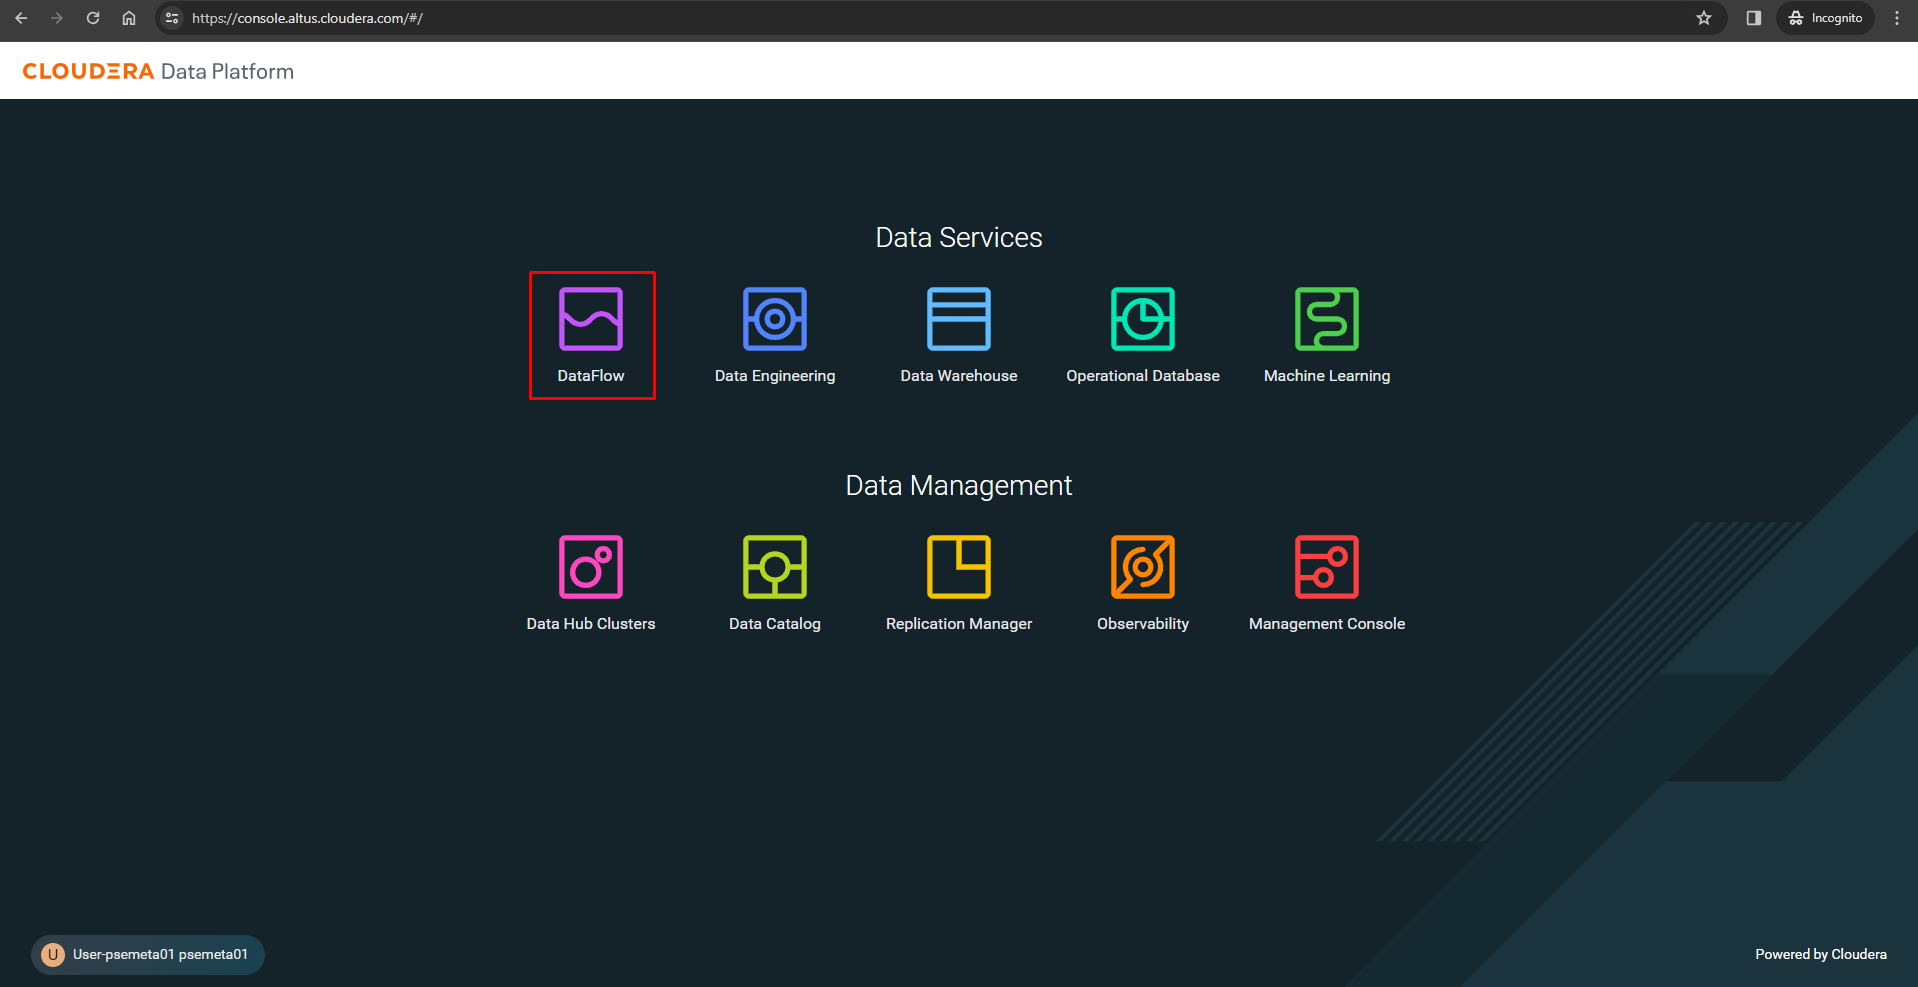 https://console.altus.cloudera.com/#/
Incognito
CLOUDERA Data Platform
Data Services
DataFlow
Data Engineering
Data Warehouse
Operational Database
Machine Learning
Data Management
Data Hub Clusters
Data Catalog
Replication Manager
Observability
Management Console
U User-psemeta01 psemeta01
Powered by Cloudera